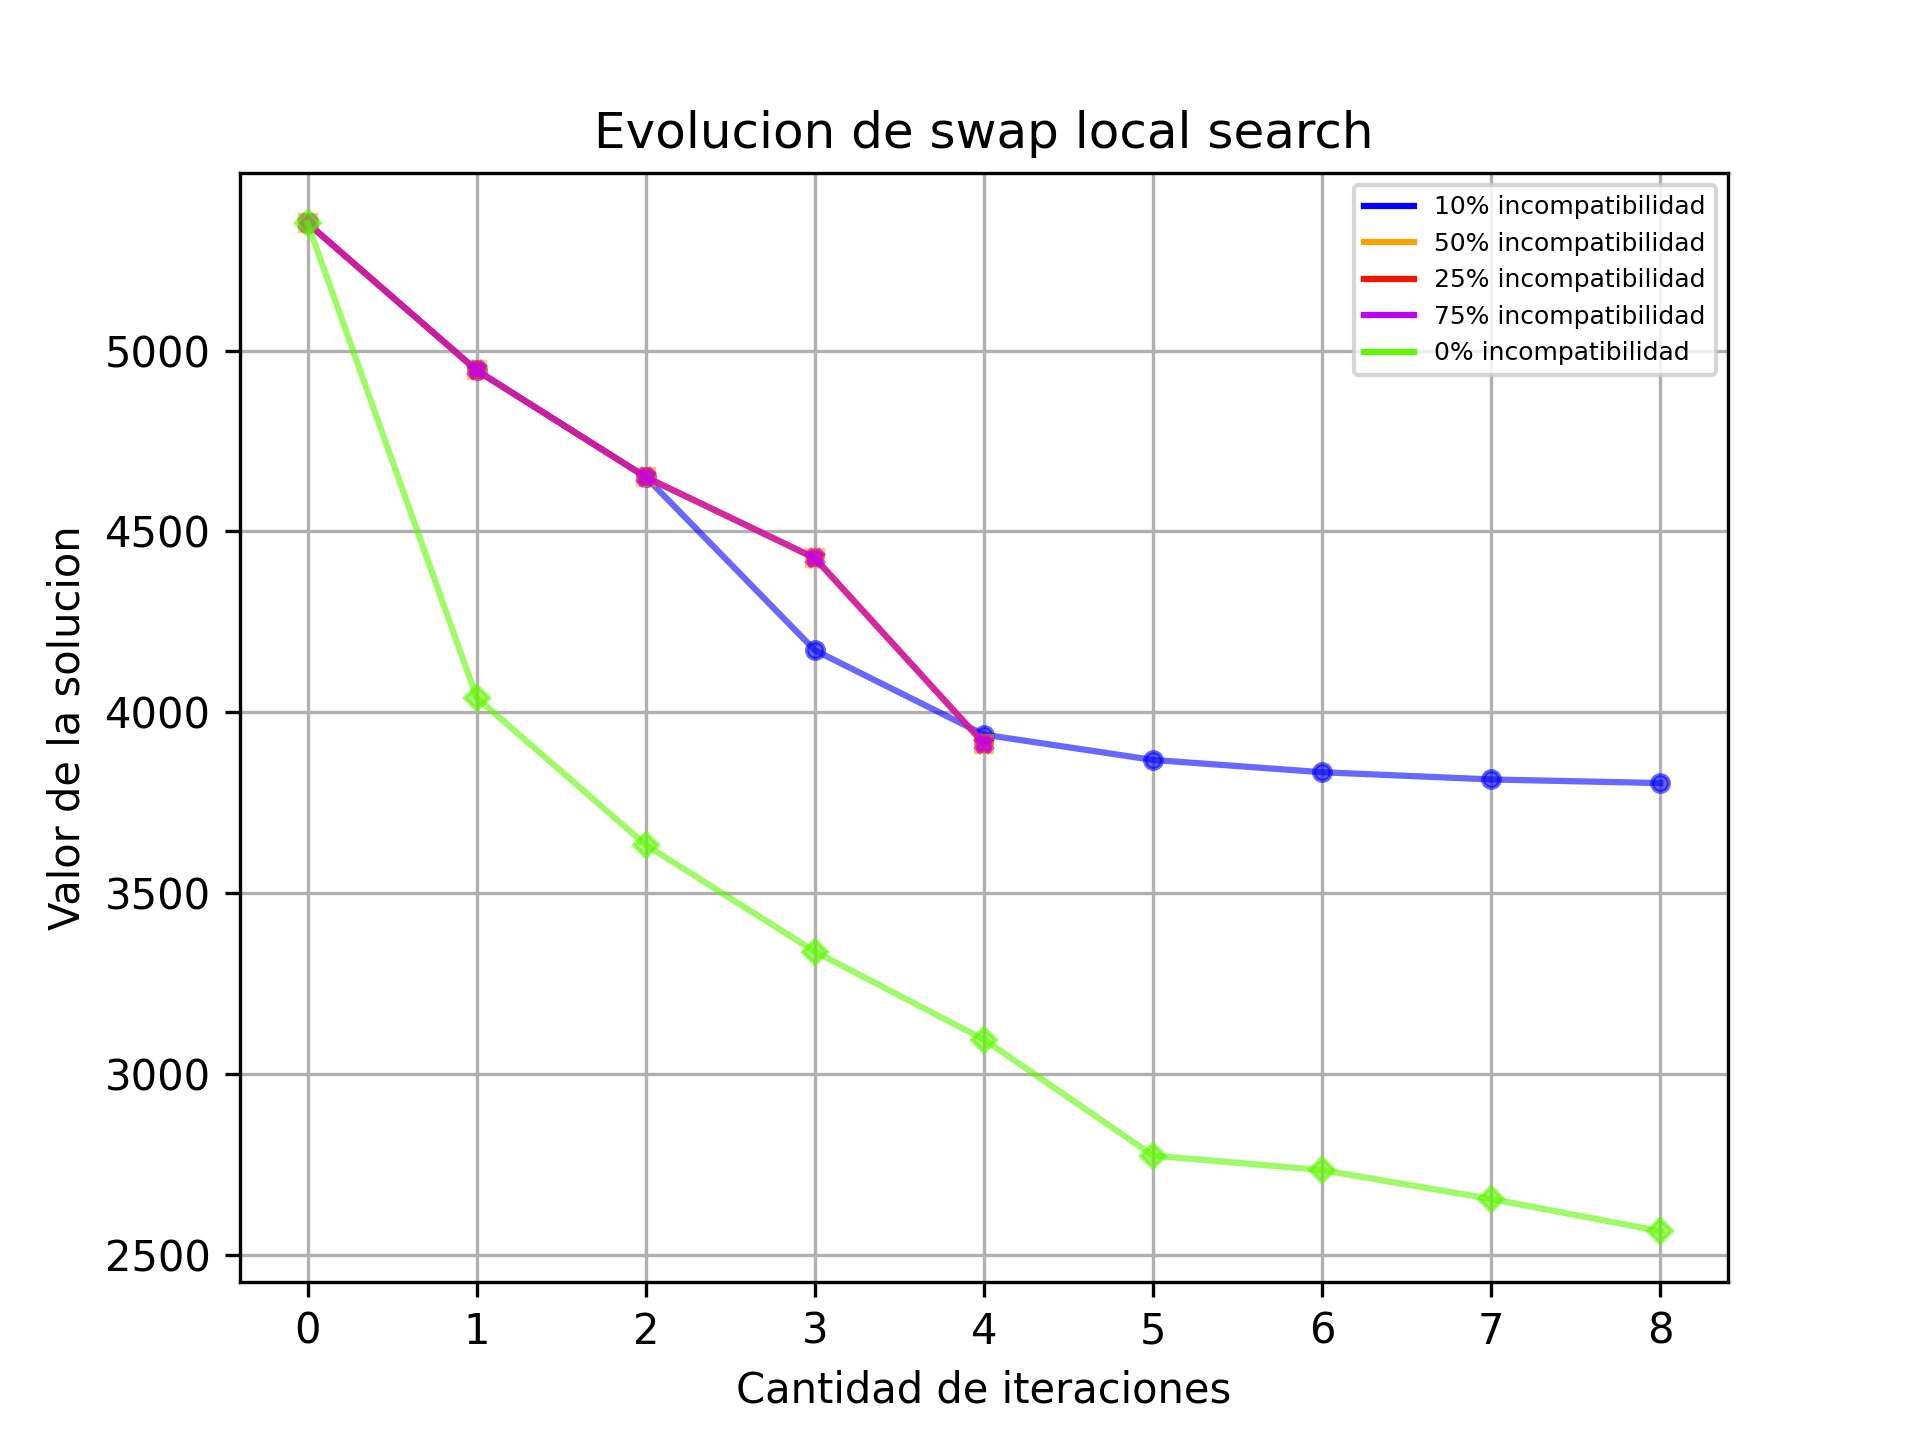 Evolucion de swap local search
10% incompatibilidad
50% incompatibilidad
25% incompatibilidad
75% incompatibilidad
0% incompatibilidad
Valor de la solucion
5000
4500
4000
3500
3000
2500
0 1 2 3 4 5 6 7 8
Cantidad de iteraciones